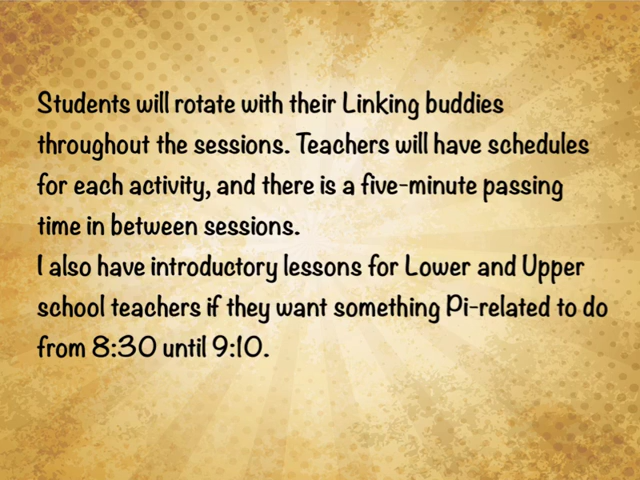 Students will rotate with their Linking buddies
throughout the sessions. Teachers will have schedules
for each activity, and there is a five-minute passing
time in between sessions.
I also have introductory lessons for Lower and Upper
school teachers if they want something Pi-related to do
from 8:30 until 9:10.